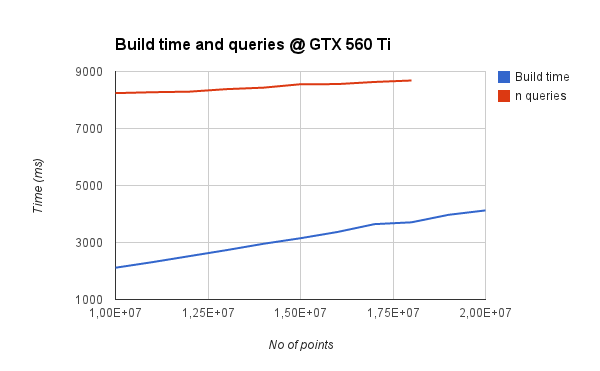 Build time and queries @ GTX 560 Ti
9000
7000
5000
3000
1000
Time (ms)
1,00E+07 1,25E+07 1,50E+07 1,75E+07 2,00E+07
No of points
Build time
n queries